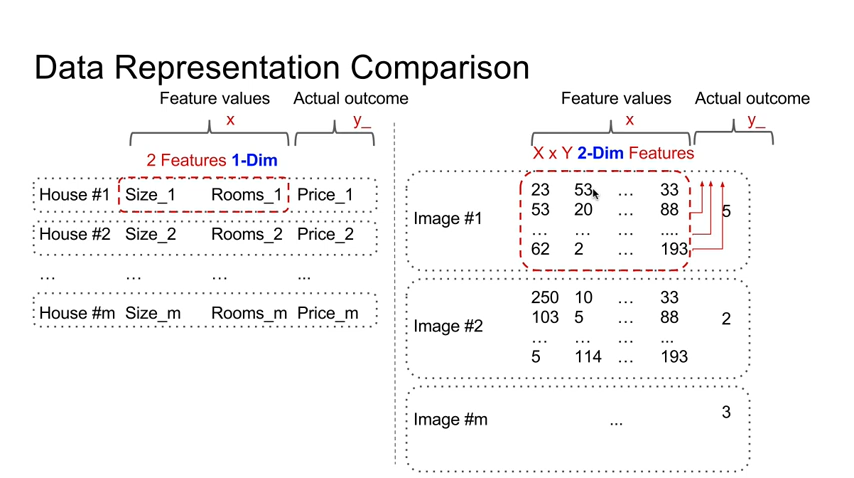 Data Representation Comparison
Feature values Actual outcome
x y_
2 Features 1-Dim
House #1 Size_1 Rooms_1 Price_1
House #2 Size_2 Rooms_2 Price_2
... ... ... ...
House #m Size_m Rooms_m Price_m
Feature values Actual outcome
x y_
X x Y 2-Dim Features
23 53 ... 33
53 20 ... 88
Image #1 5
... ... ... ....
62 2 ... 193
250 10 ... 33
103 5 ... 88
Image #2 2
... ... ... ...
5 114 ... 193
Image #m ... 3